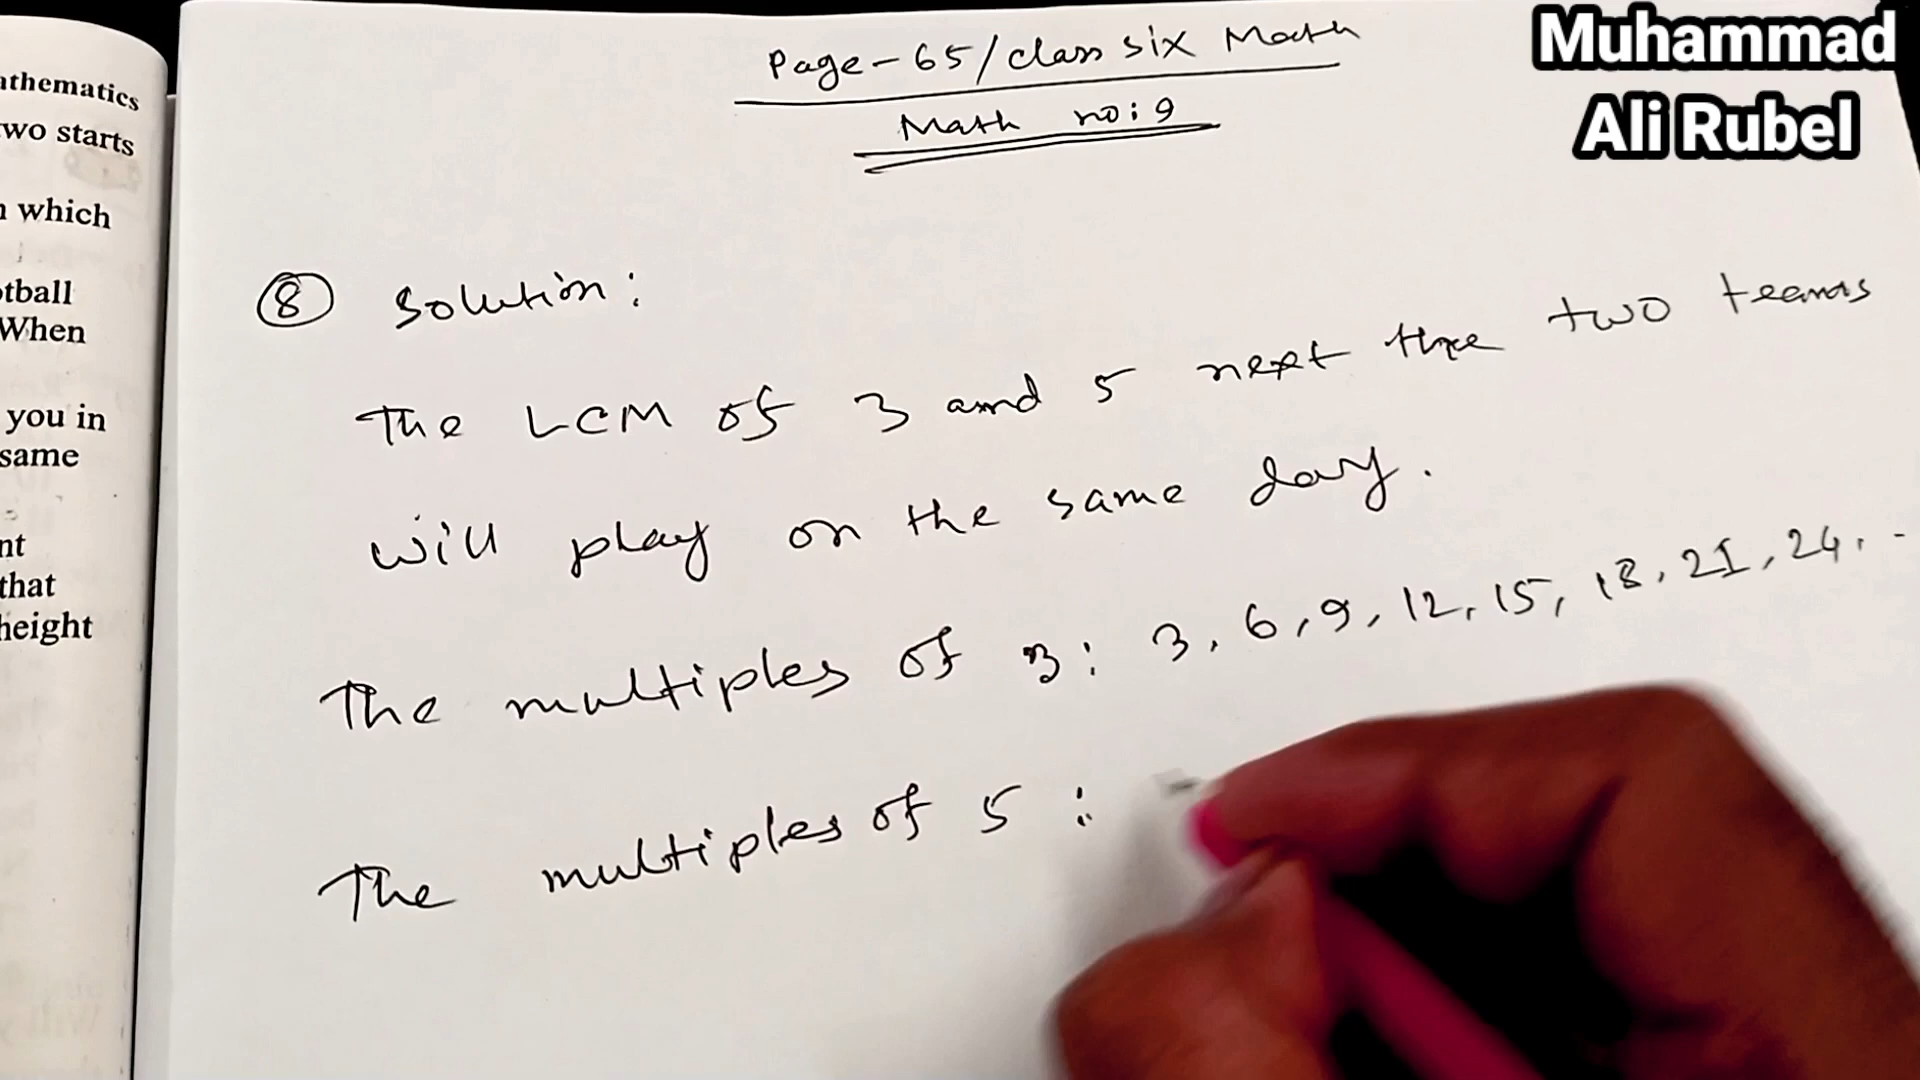 athematics
wo starts
which
tball
When
you in
same
nt
that
height
Page-65/class six Math
Math no: 9
8 Solution:
The LCM of 3 and 5 next the two teams
will play on the same day.
The multiples of 3: 3, 6, 9, 12, 15, 18, 21, 24, . -
The multiples of 5 :
Muhammad
Ali Rubel